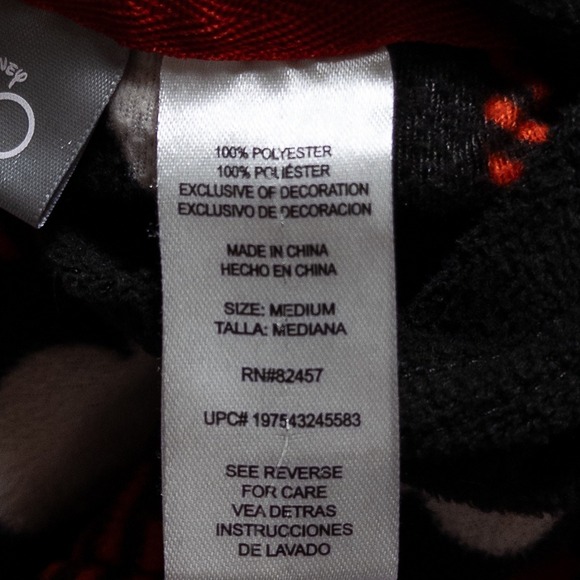 100% POLYESTER
100% POLIÉSTER
EXCLUSIVE OF DECORATION
EXCLUSIVO DE DECORACION
MADE IN CHINA
HECHO EN CHINA
SIZE: MEDIUM
TALLA: MEDIANA
RN#82457
UPC# 197543245583
SEE REVERSE
FOR CARE
VEA DETRAS
INSTRUCCIONES
DE LAVADO